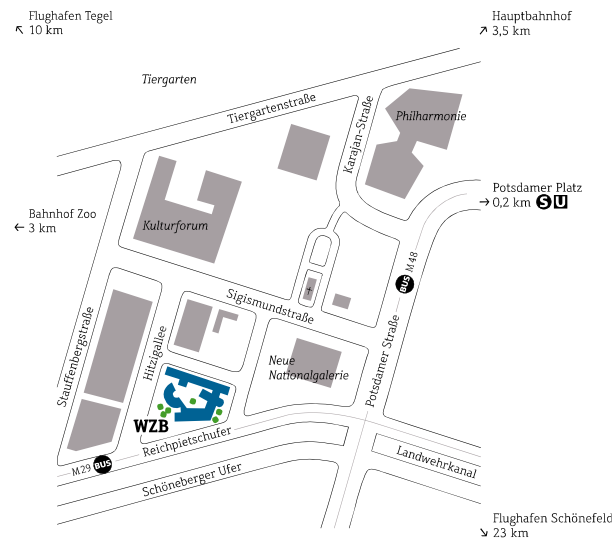 Flughafen Tegel
↖ 10 km
Hauptbahnhof
↗ 3,5 km
Tiergarten
Tiergartenstraße
Karajan-Straße
Philharmonie
Potsdamer Platz
→ 0,2 km S U
Bahnhof Zoo
← 3 km
Kulturforum
BUS M48
Sigismundstraße
Stauffenbergstraße
Hitzigallee
Potsdamer Straße
Neue
Nationalgalerie
WZB
Reichpietschufer
M29 BUS
Landwehrkanal
Schöneberger Ufer
Flughafen Schönefeld
↘ 23 km